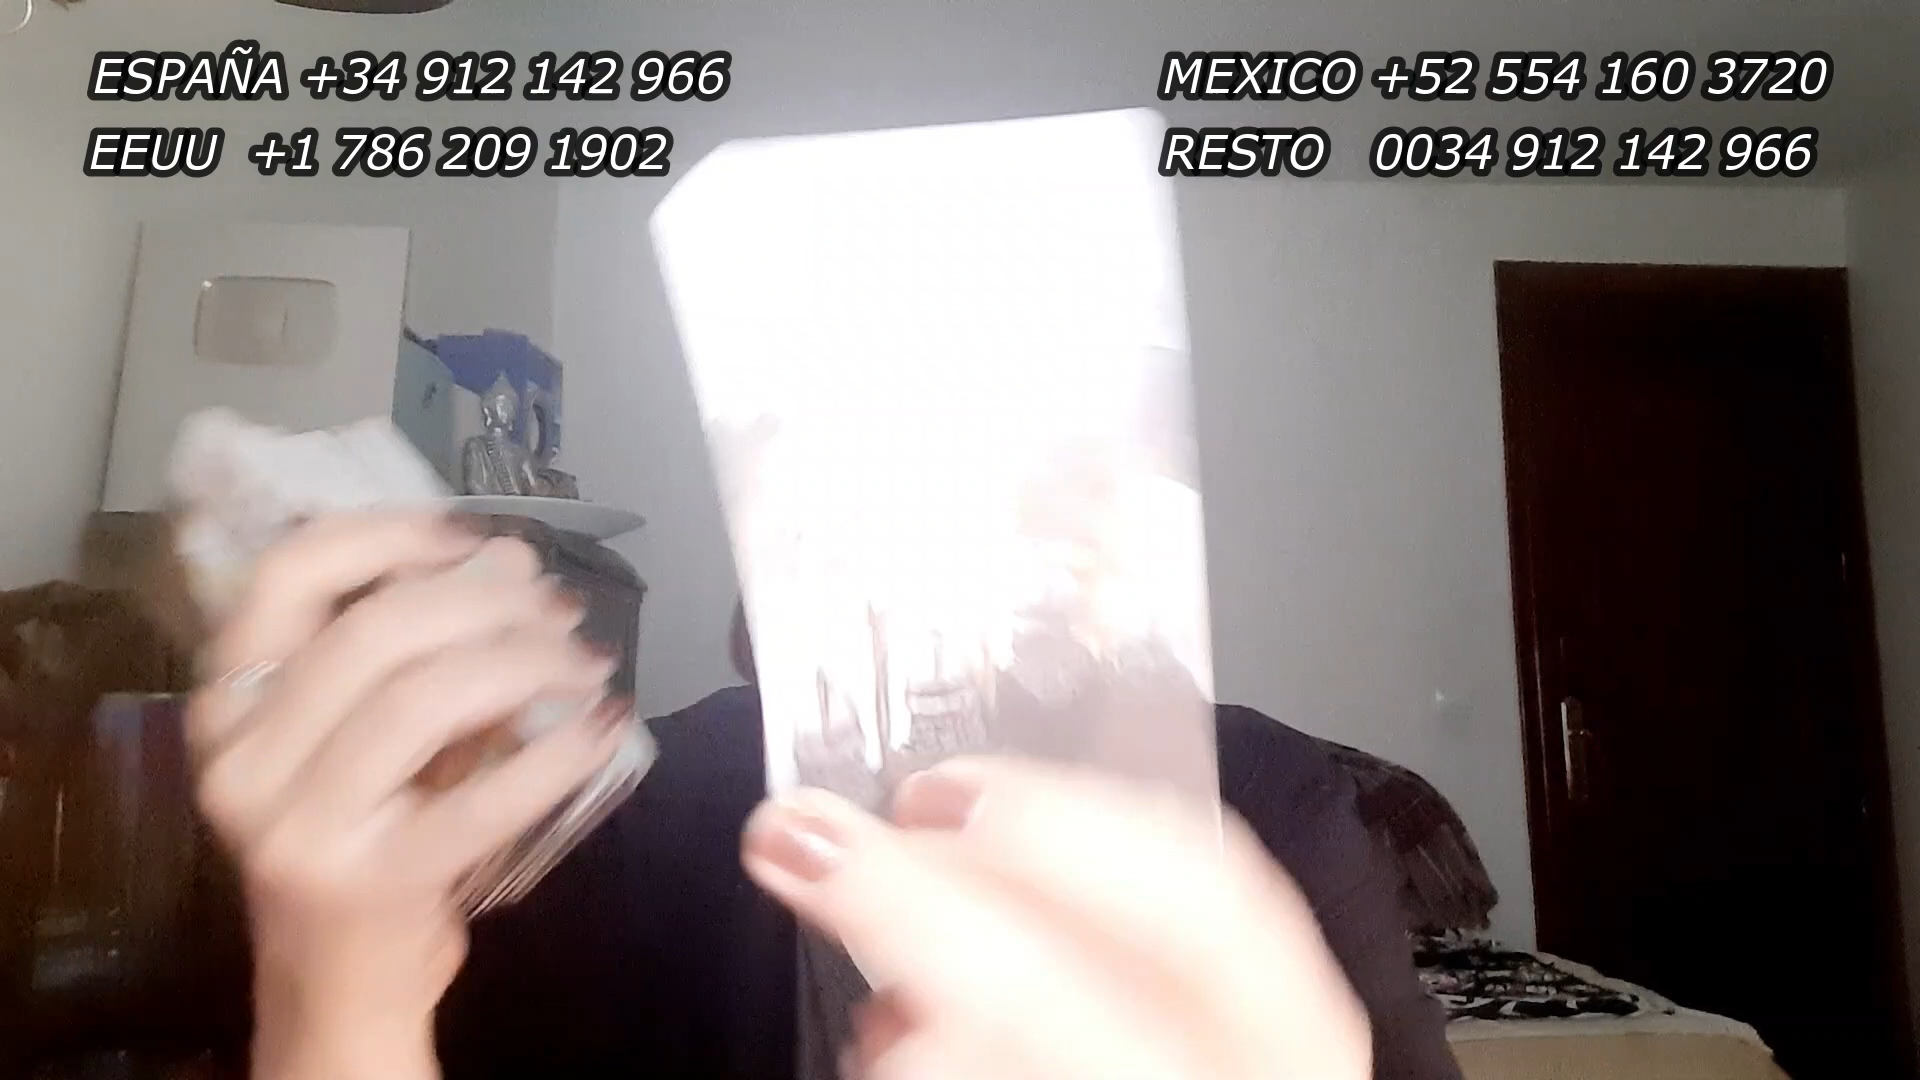 ESPAÑA +34 912 142 966
EEUU +1 786 209 1902
MEXICO +52 554 160 3720
RESTO 0034 912 142 966